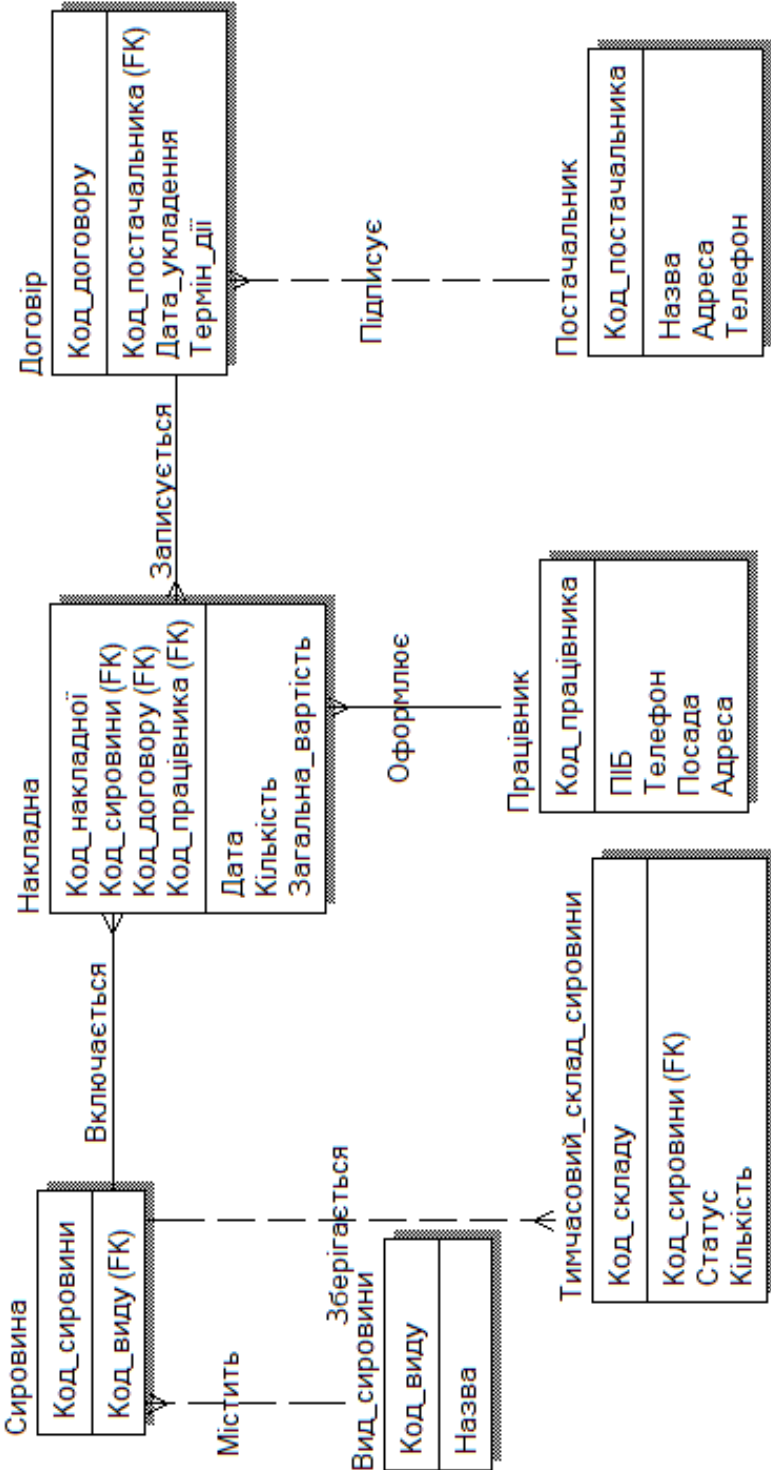 Сировина
Код_сировини
Код_виду (FK)
Включається
Накладна
Код_накладної
Код_сировини (FK)
Код_договору (FK)
Код_працівника (FK)
Дата
Кількість
Загальна_вартість
Записується
Договір
Код_договору
Код_постачальника (FK)
Дата_укладення
Термін_дії
Містить
Зберігається
Оформлює
Підписує
Вид_сировини
Код_виду
Назва
Тимчасовий_склад_сировини
Код_складу
Код_сировини (FK)
Статус
Кількість
Працівник
Код_працівника
ПІБ
Телефон
Посада
Адреса
Постачальник
Код_постачальника
Назва
Адреса
Телефон